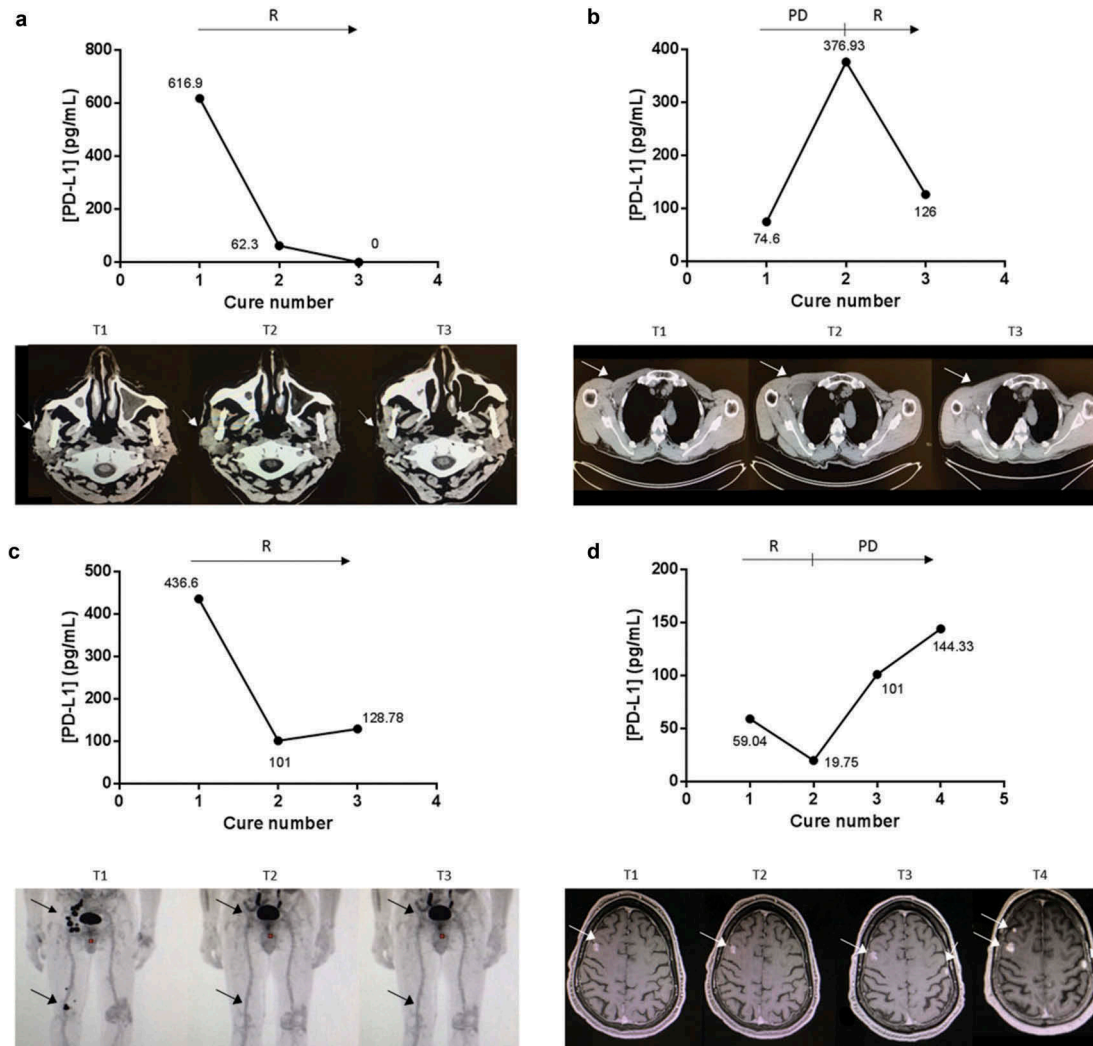 a
R
800
600
400
200
0
616.9
62.3
0
[PD-L1] (pg/mL)
0 1 2 3 4
Cure number
T1 T2 T3
b
PD R
376.93
400
300
200
100
0
74.6
126
[PD-L1] (pg/mL)
0 1 2 3 4
Cure number
T1 T2 T3
c
R
500
400
300
200
100
0
436.6
101
128.78
[PD-L1] (pg/mL)
0 1 2 3 4
Cure number
T1 T2 T3
d
R PD
200
150
100
50
0
59.04
19.75
101
144.33
[PD-L1] (pg/mL)
0 1 2 3 4 5
Cure number
T1 T2 T3 T4